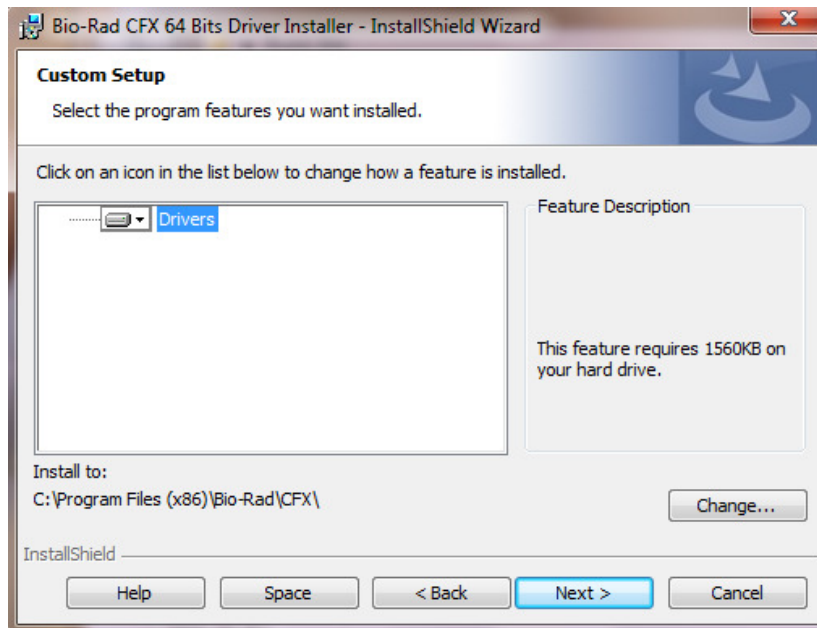 Bio-Rad CFX 64 Bits Driver Installer - InstallShield Wizard
Custom Setup
Select the program features you want installed.
Click on an icon in the list below to change how a feature is installed.
Drivers
Feature Description
This feature requires 1560KB on
your hard drive.
Install to:
C:\Program Files (x86)\Bio-Rad\CFX\
Change...
InstallShield
Help
Space
< Back
Next >
Cancel